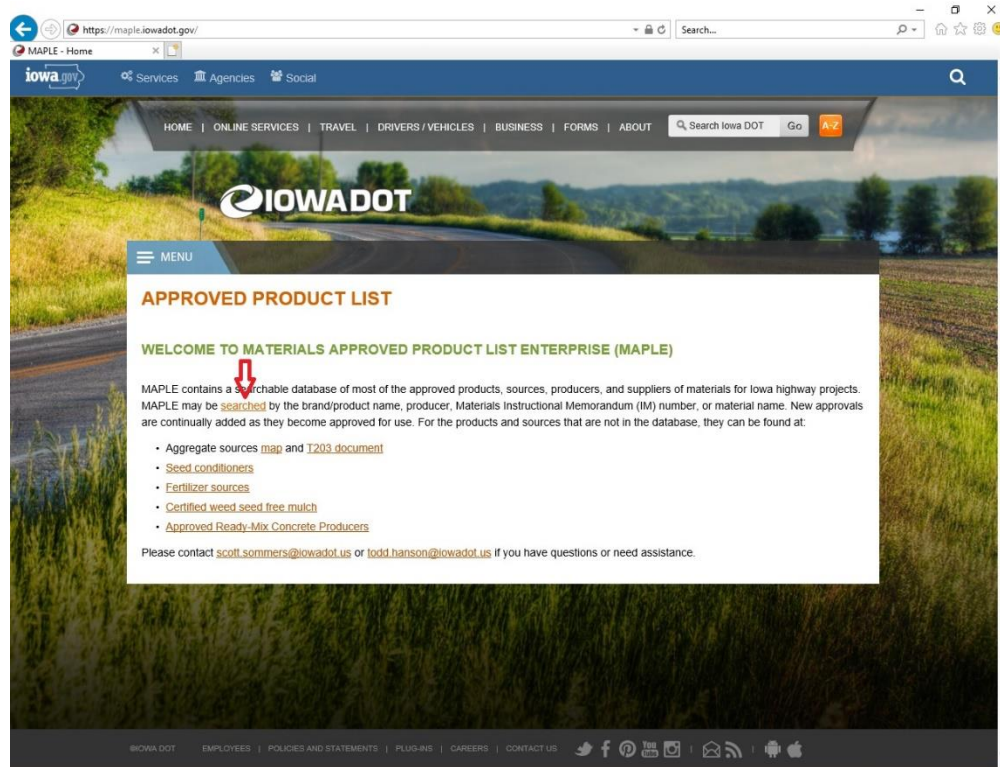 https://maple.iowadot.gov/
Search...
MAPLE - Home
iowa.gov
Services
Agencies
Social
HOME | ONLINE SERVICES | TRAVEL | DRIVERS / VEHICLES | BUSINESS | FORMS | ABOUT
Search Iowa DOT
Go
A-Z
IOWADOT
MENU
APPROVED PRODUCT LIST
WELCOME TO MATERIALS APPROVED PRODUCT LIST ENTERPRISE (MAPLE)
MAPLE contains a searchable database of most of the approved products, sources, producers, and suppliers of materials for Iowa highway projects.
MAPLE may be searched by the brand/product name, producer, Materials Instructional Memorandum (IM) number, or material name. New approvals
are continually added as they become approved for use. For the products and sources that are not in the database, they can be found at:
• Aggregate sources map and T203 document
• Seed conditioners
• Fertilizer sources
• Certified weed seed free mulch
• Approved Ready-Mix Concrete Producers
Please contact scott.sommers@iowadot.us or todd.hanson@iowadot.us if you have questions or need assistance.
©IOWA DOT
EMPLOYEES | POLICIES AND STATEMENTS | PLUG-INS | CAREERS | CONTACT US
You Tube